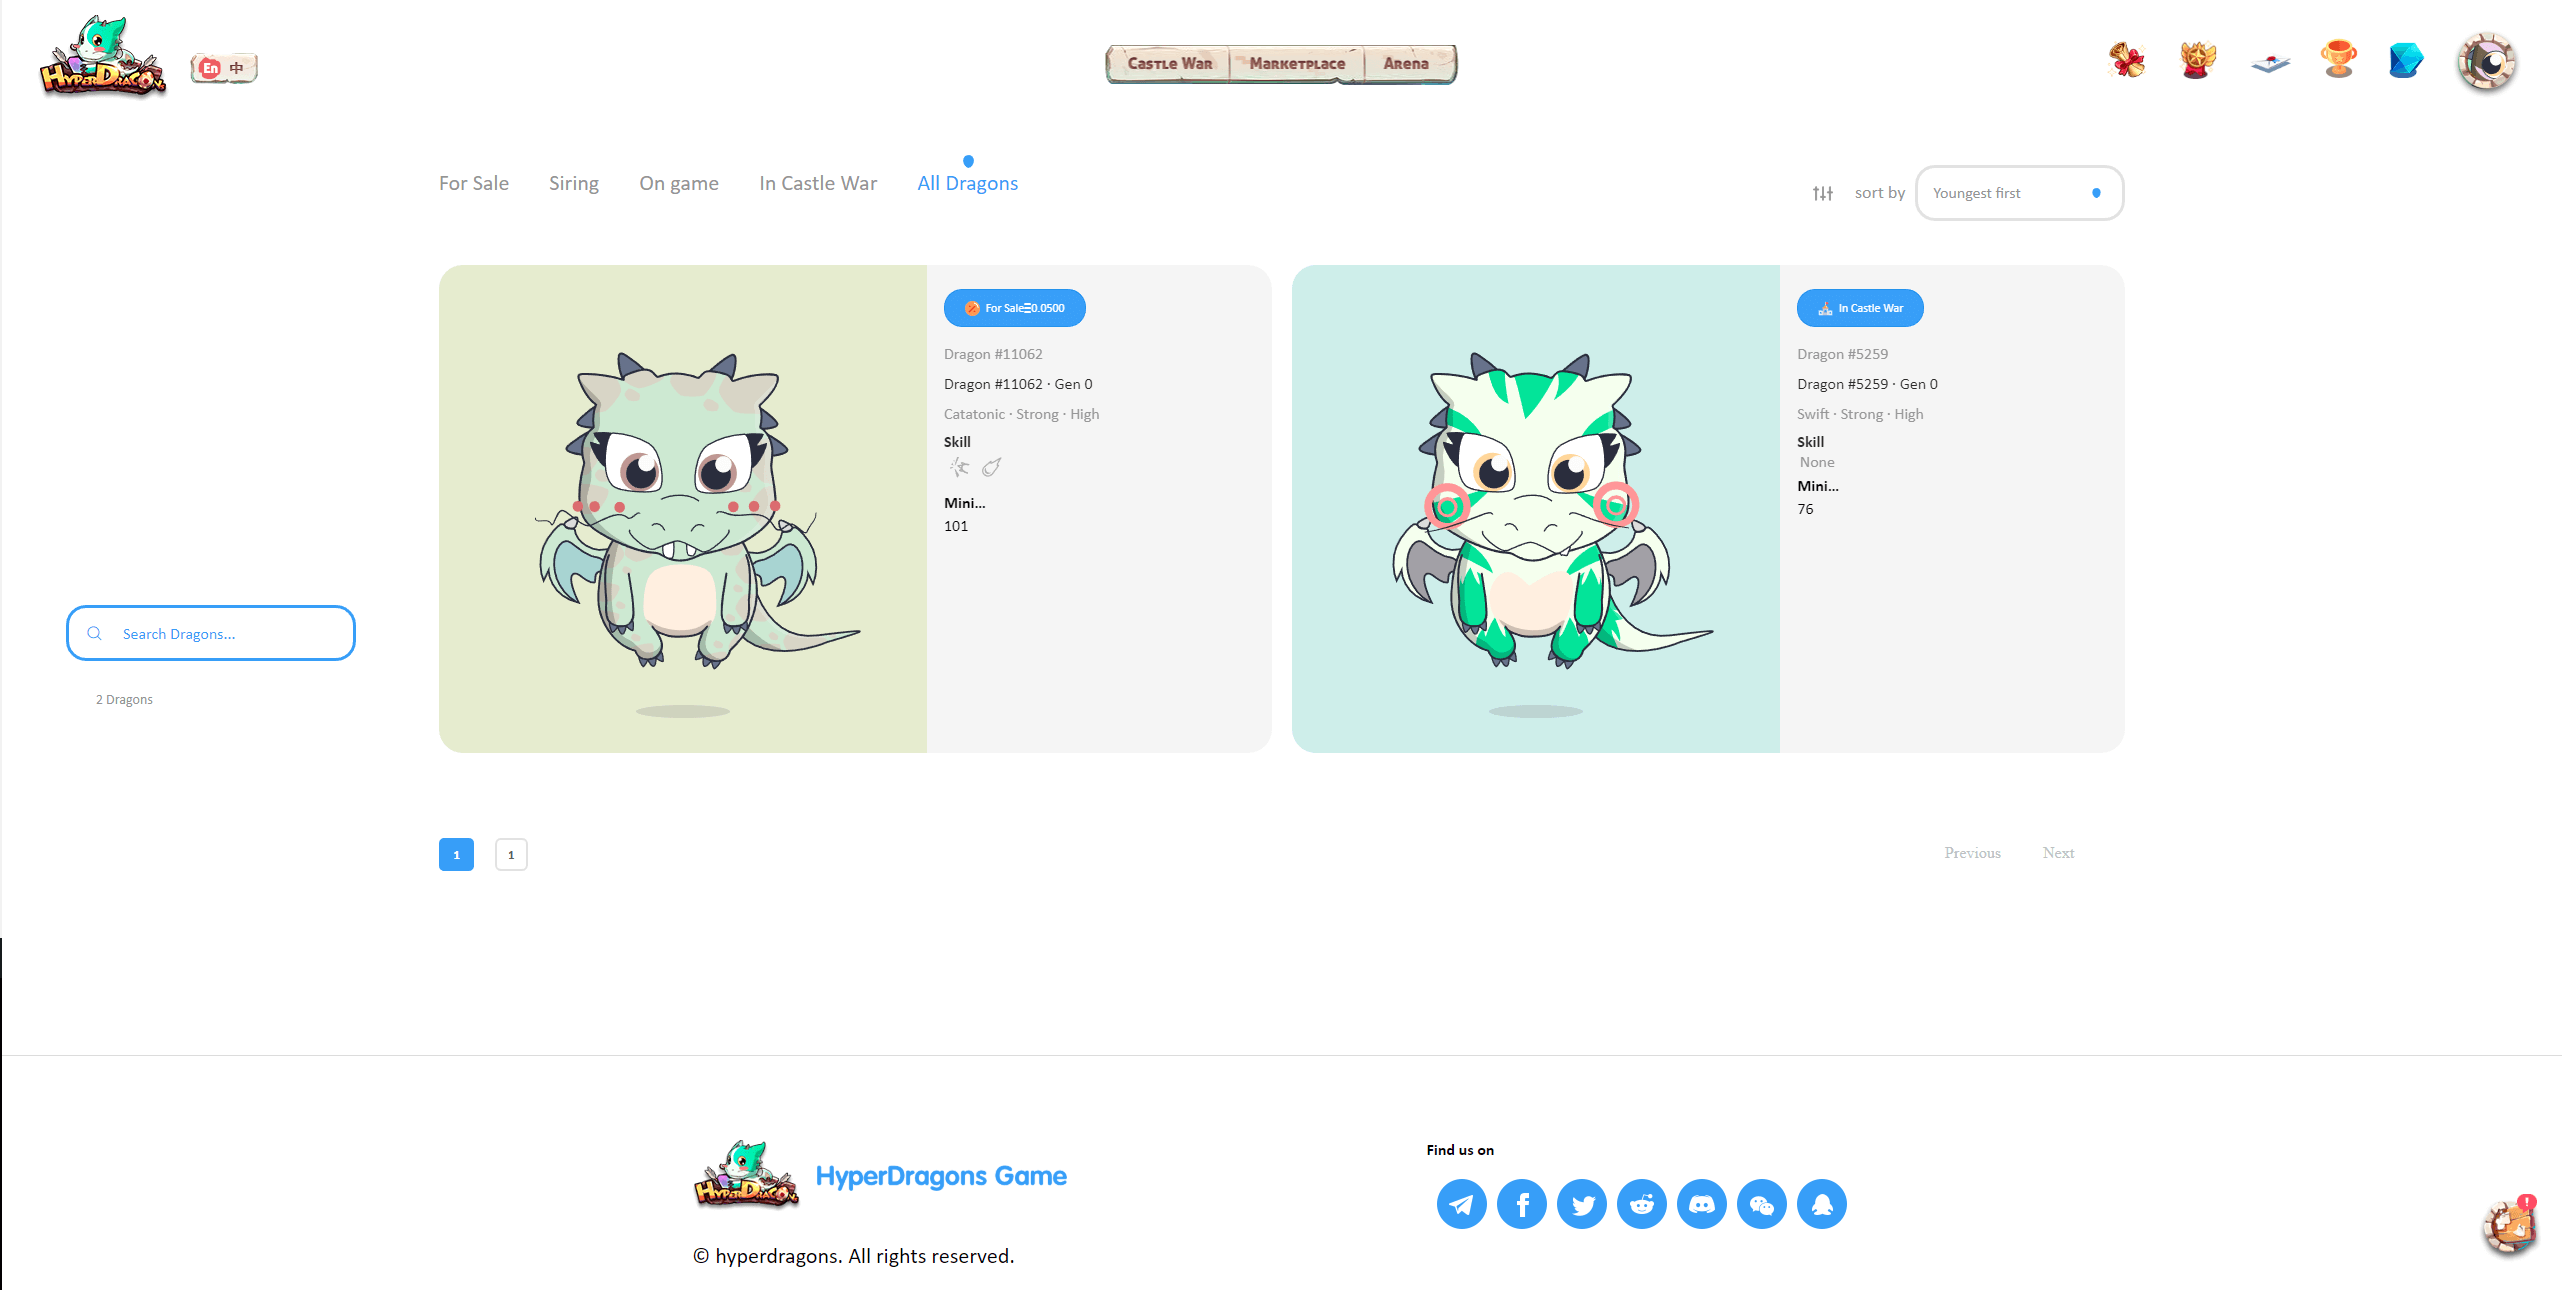 HyperDragons
En 中
Castle War Marketplace Arena
For Sale Siring On game In Castle War All Dragons
sort by Youngest first
For SaleΞ0.0500
Dragon #11062
Dragon #11062 · Gen 0
Catatonic · Strong · High
Skill
Mini...
101
In Castle War
Dragon #5259
Dragon #5259 · Gen 0
Swift · Strong · High
Skill
None
Mini...
76
Search Dragons...
2 Dragons
1 1
Previous Next
HyperDragons
HyperDragons Game
© hyperdragons. All rights reserved.
Find us on
!